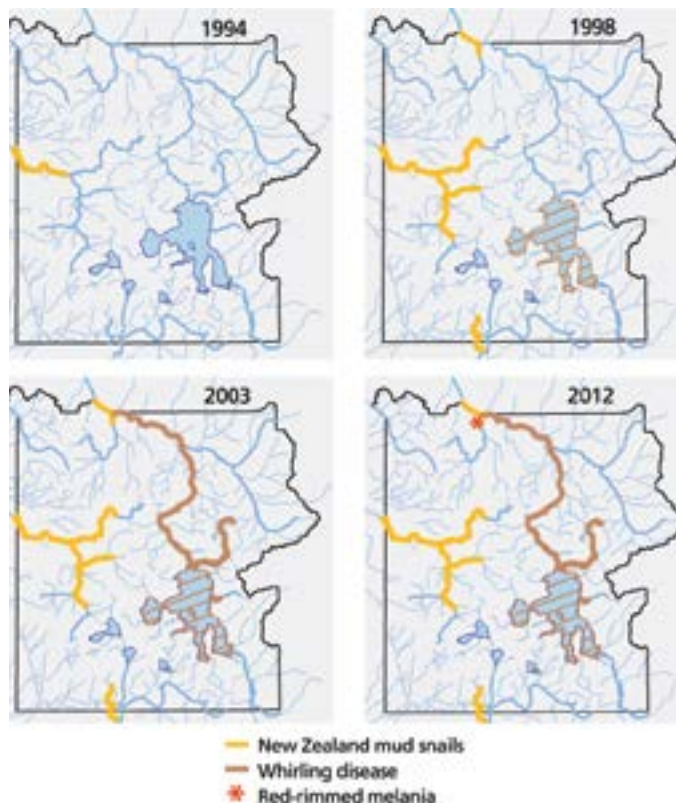 1994
1998
2003
2012
New Zealand mud snails
Whirling disease
Red-rimmed melania